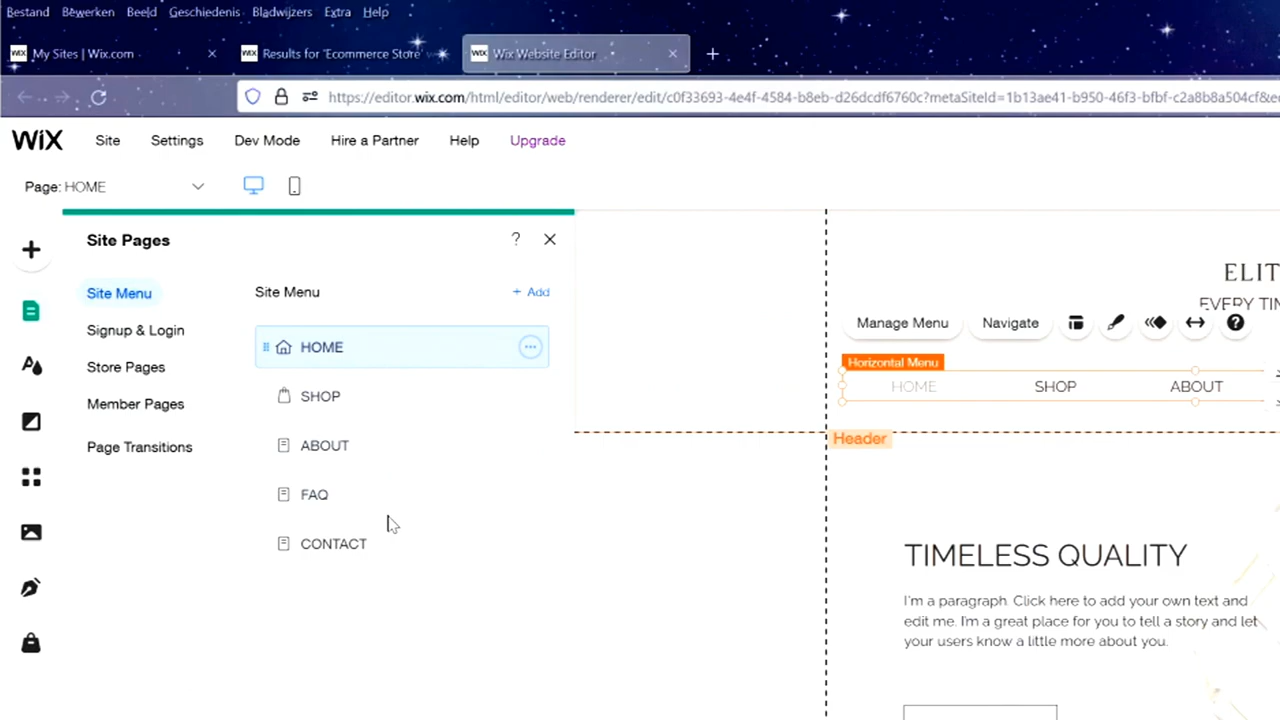 Bestand Bewerken Beeld Geschiedenis Bladwijzers Extra Help
WIX My Sites | Wix.com
WIX Results for 'Ecommerce Store'
WIX Wix Website Editor
https://editor.wix.com/html/editor/web/renderer/edit/c0f33693-4e4f-4584-b8eb-d26dcdf6760c?metaSiteId=1b13ae41-b950-46f3-bfbf-c2a8b8a504cf&e
WiX Site Settings Dev Mode Hire a Partner Help Upgrade
Page: HOME
Site Pages ?
Site Menu
Signup & Login
Store Pages
Member Pages
Page Transitions
Site Menu + Add
HOME
SHOP
ABOUT
FAQ
CONTACT
ELIT
EVERY TIN
Manage Menu Navigate ?
Horizontal Menu
HOME SHOP ABOUT
Header
TIMELESS QUALITY
I'm a paragraph. Click here to add your own text and
edit me. I'm a great place for you to tell a story and let
your users know a little more about you.